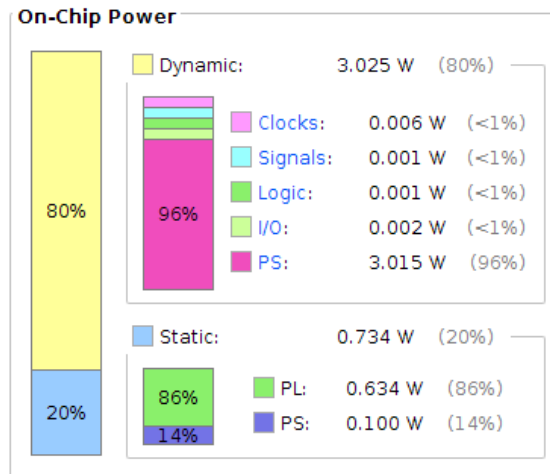 On-Chip Power
Dynamic: 3.025 W (80%)
Clocks: 0.006 W (<1%)
Signals: 0.001 W (<1%)
Logic: 0.001 W (<1%)
80%
96%
I/O: 0.002 W (<1%)
PS: 3.015 W (96%)
Static: 0.734 W (20%)
86%
PL: 0.634 W (86%)
20%
14%
PS: 0.100 W (14%)